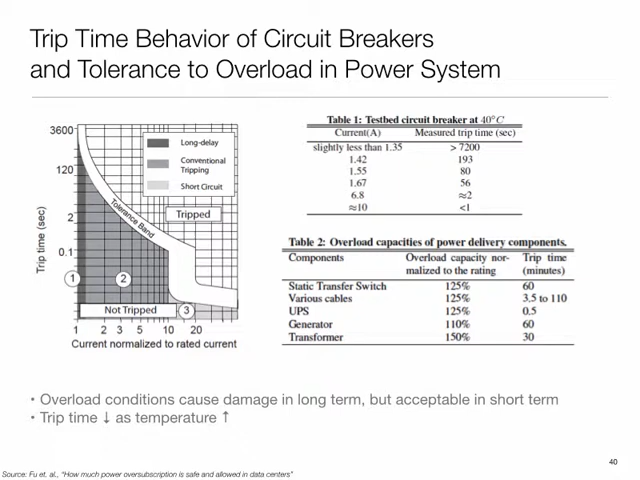 Trip Time Behavior of Circuit Breakers
and Tolerance to Overload in Power System
3600
120
2
0.1
Trip time (sec)
Long-delay
Conventional
Tripping
Short Circuit
Tolerance Band
Tripped
1
2
3
Not Tripped
1 2 3 5 10 20
Current normalized to rated current
Table 1: Testbed circuit breaker at 40°C
Current(A) Measured trip time (sec)
slightly less than 1.35 > 7200
1.42 193
1.55 80
1.67 56
6.8 ≈2
≈10 <1
Table 2: Overload capacities of power delivery components.
Components Overload capacity nor- Trip time
malized to the rating (minutes)
Static Transfer Switch 125% 60
Various cables 125% 3.5 to 110
UPS 125% 0.5
Generator 110% 60
Transformer 150% 30
• Overload conditions cause damage in long term, but acceptable in short term
• Trip time ↓ as temperature ↑
40
Source: Fu et. al., "How much power oversubscription is safe and allowed in data centers"